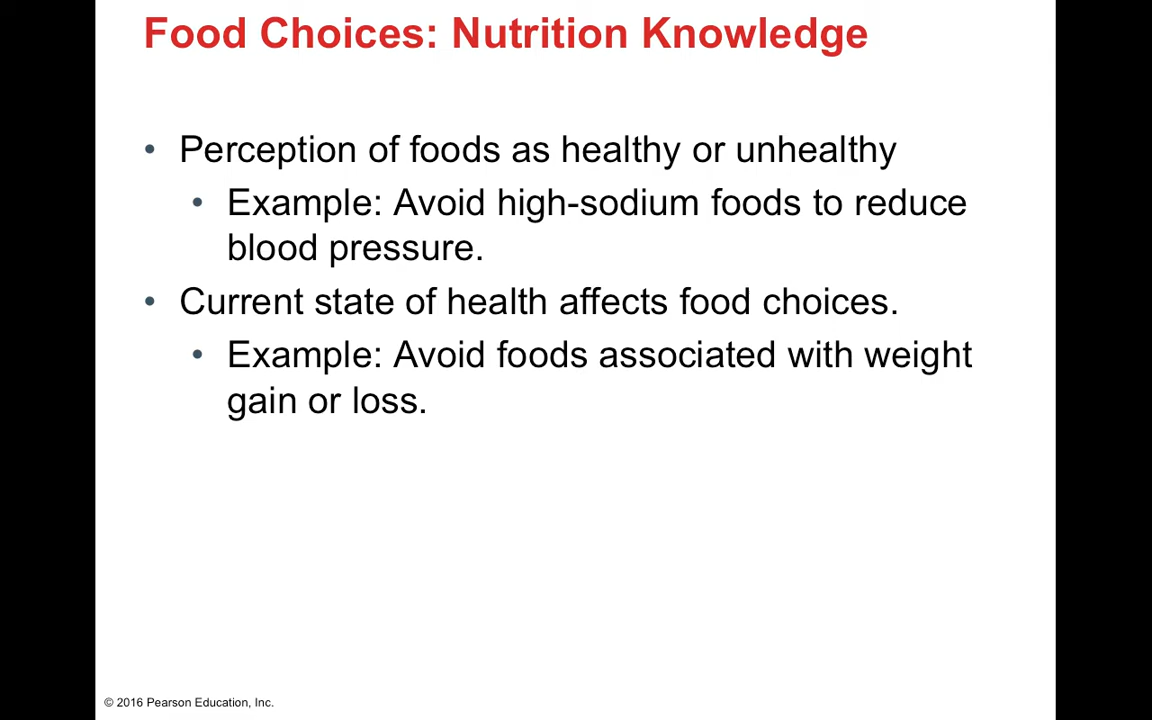 Food Choices: Nutrition Knowledge
• Perception of foods as healthy or unhealthy
• Example: Avoid high-sodium foods to reduce
blood pressure.
• Current state of health affects food choices.
• Example: Avoid foods associated with weight
gain or loss.
© 2016 Pearson Education, Inc.